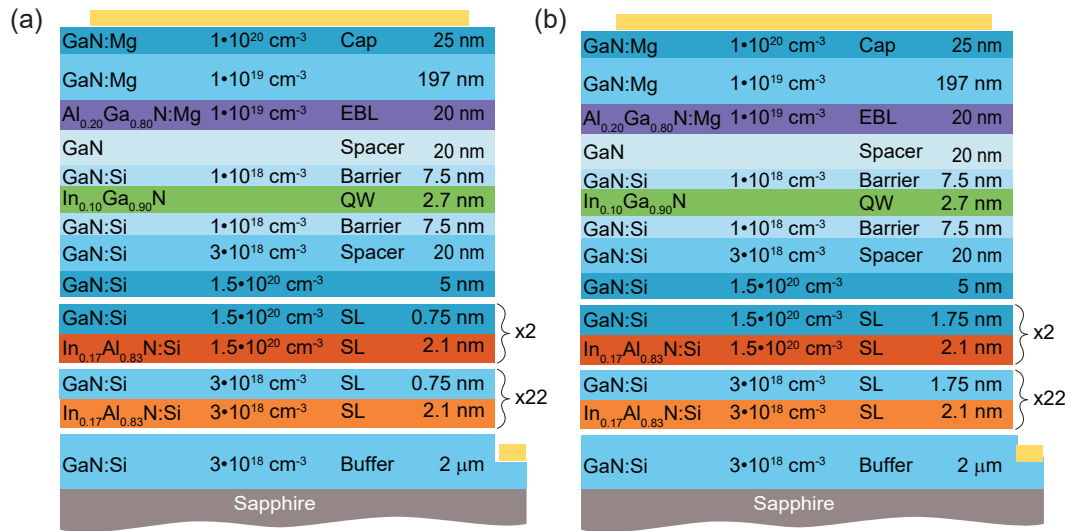 (a)
GaN:Mg 1•10²⁰ cm⁻³ Cap 25 nm
GaN:Mg 1•10¹⁹ cm⁻³ 197 nm
Al₀.₂₀Ga₀.₈₀N:Mg 1•10¹⁹ cm⁻³ EBL 20 nm
GaN Spacer 20 nm
GaN:Si 1•10¹⁸ cm⁻³ Barrier 7.5 nm
In₀.₁₀Ga₀.₉₀N QW 2.7 nm
GaN:Si 1•10¹⁸ cm⁻³ Barrier 7.5 nm
GaN:Si 3•10¹⁸ cm⁻³ Spacer 20 nm
GaN:Si 1.5•10²⁰ cm⁻³ 5 nm
GaN:Si 1.5•10²⁰ cm⁻³ SL 0.75 nm
In₀.₁₇Al₀.₈₃N:Si 1.5•10²⁰ cm⁻³ SL 2.1 nm
x2
GaN:Si 3•10¹⁸ cm⁻³ SL 0.75 nm
In₀.₁₇Al₀.₈₃N:Si 3•10¹⁸ cm⁻³ SL 2.1 nm
x22
GaN:Si 3•10¹⁸ cm⁻³ Buffer 2 μm
Sapphire
(b)
GaN:Mg 1•10²⁰ cm⁻³ Cap 25 nm
GaN:Mg 1•10¹⁹ cm⁻³ 197 nm
Al₀.₂₀Ga₀.₈₀N:Mg 1•10¹⁹ cm⁻³ EBL 20 nm
GaN Spacer 20 nm
GaN:Si 1•10¹⁸ cm⁻³ Barrier 7.5 nm
In₀.₁₀Ga₀.₉₀N QW 2.7 nm
GaN:Si 1•10¹⁸ cm⁻³ Barrier 7.5 nm
GaN:Si 3•10¹⁸ cm⁻³ Spacer 20 nm
GaN:Si 1.5•10²⁰ cm⁻³ 5 nm
GaN:Si 1.5•10²⁰ cm⁻³ SL 1.75 nm
In₀.₁₇Al₀.₈₃N:Si 1.5•10²⁰ cm⁻³ SL 2.1 nm
x2
GaN:Si 3•10¹⁸ cm⁻³ SL 1.75 nm
In₀.₁₇Al₀.₈₃N:Si 3•10¹⁸ cm⁻³ SL 2.1 nm
x22
GaN:Si 3•10¹⁸ cm⁻³ Buffer 2 μm
Sapphire